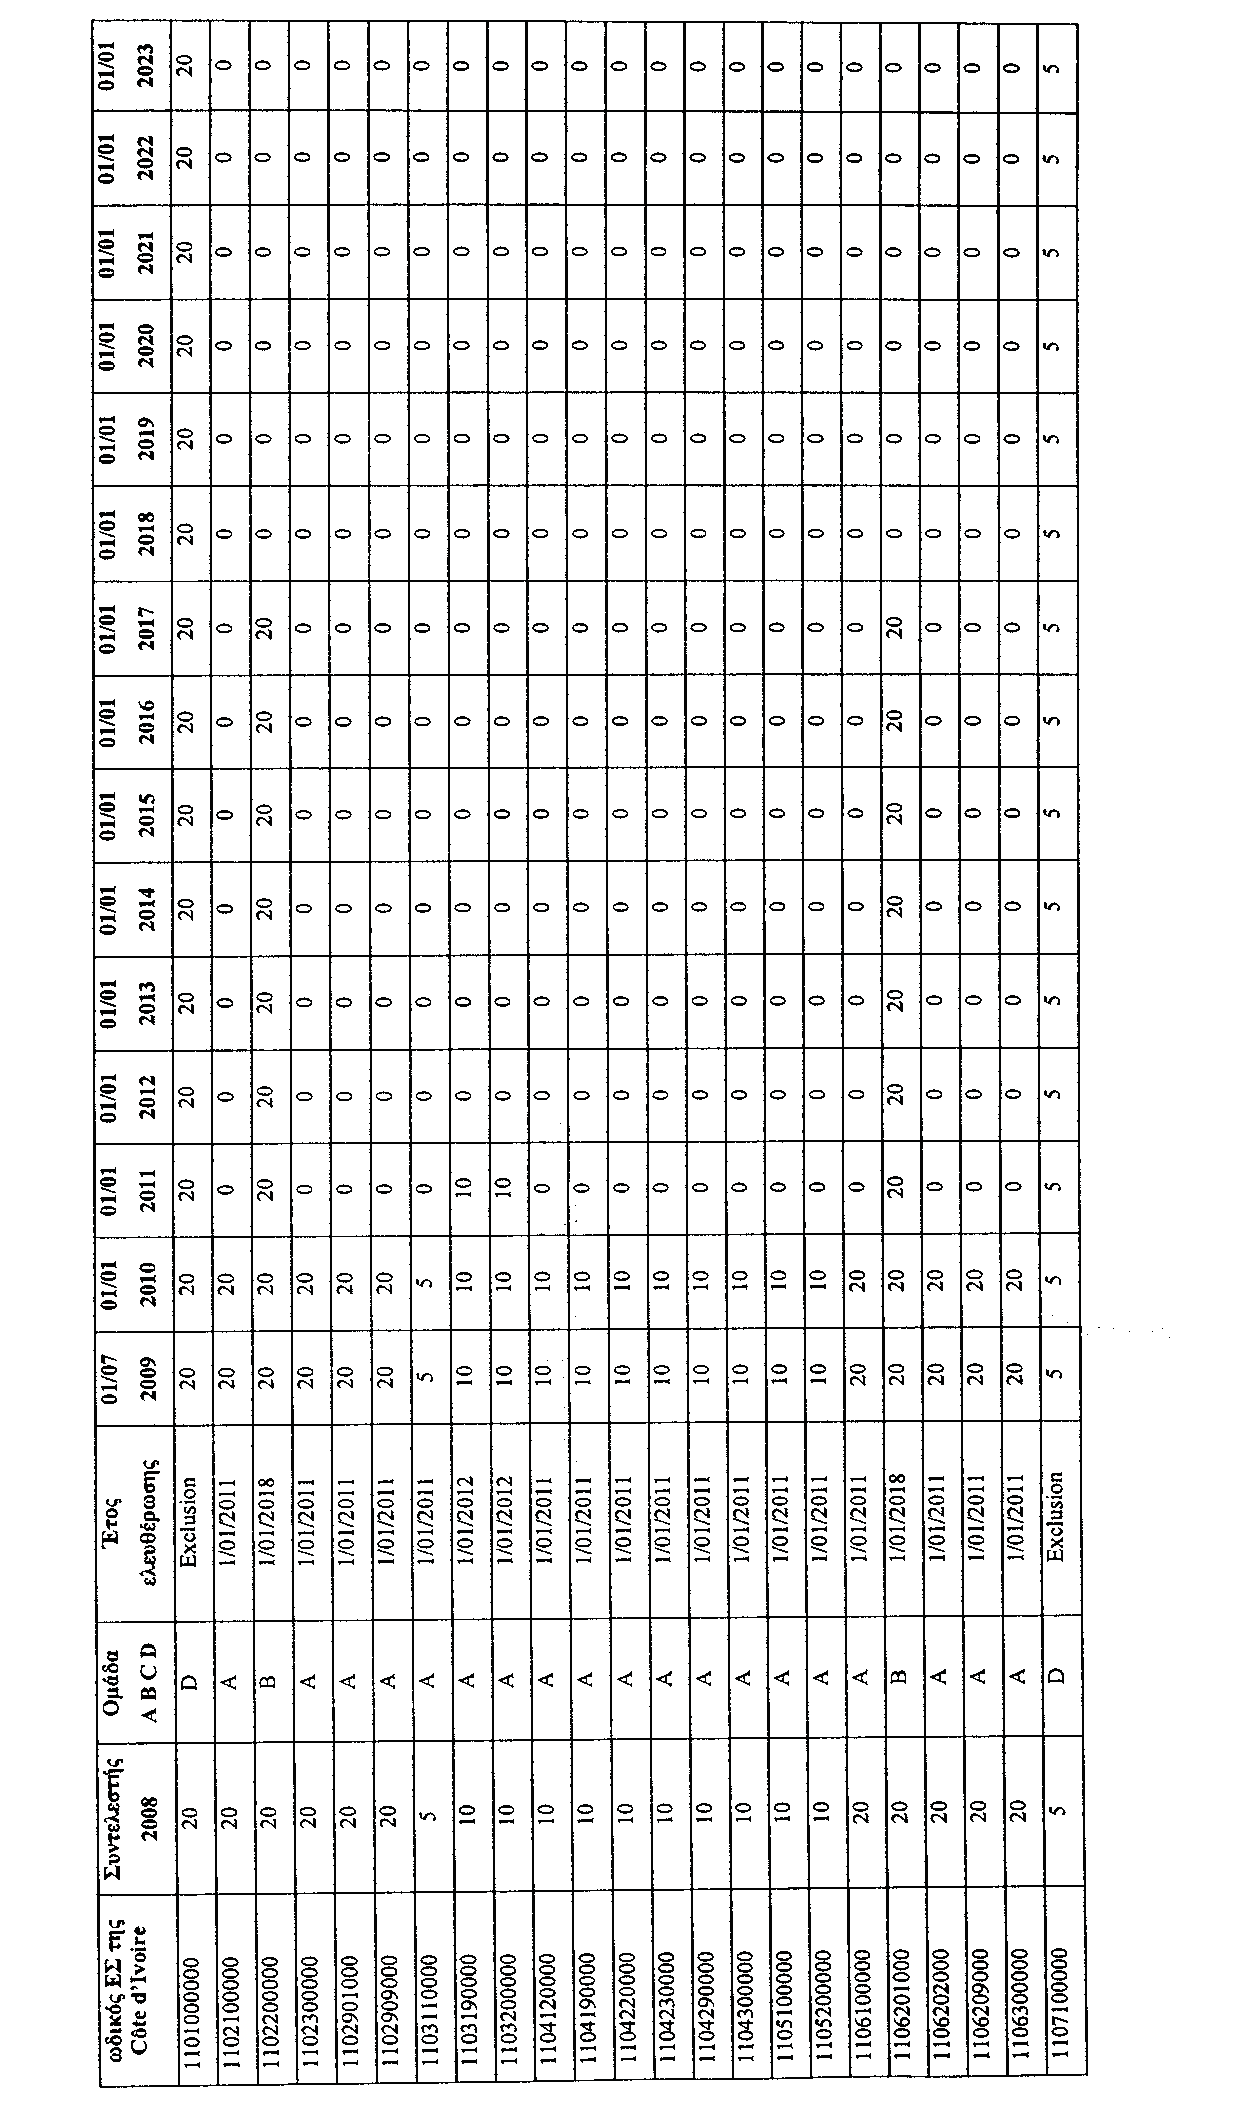 ωδικός ΕΣ της Côte d'Ivoire Συντελεστής 2008 Ομάδα A B C D Έτος ελευθέρωσης 01/07 2009 01/01 2010 01/01 2011 01/01 2012 01/01 2013 01/01 2014 01/01 2015 01/01 2016 01/01 2017 01/01 2018 01/01 2019 01/01 2020 01/01 2021 01/01 2022 01/01 2023
1101000000 20 D Exclusion 20 20 20 20 20 20 20 20 20 20 20 20 20 20 20
1102100000 20 A 1/01/2011 20 20 0 0 0 0 0 0 0 0 0 0 0 0 0
1102200000 20 B 1/01/2018 20 20 20 20 20 20 20 20 20 0 0 0 0 0 0
1102300000 20 A 1/01/2011 20 20 0 0 0 0 0 0 0 0 0 0 0 0 0
1102901000 20 A 1/01/2011 20 20 0 0 0 0 0 0 0 0 0 0 0 0 0
1102909000 20 A 1/01/2011 20 20 0 0 0 0 0 0 0 0 0 0 0 0 0
1103110000 5 A 1/01/2011 5 5 0 0 0 0 0 0 0 0 0 0 0 0 0
1103190000 10 A 1/01/2012 10 10 10 0 0 0 0 0 0 0 0 0 0 0 0
1103200000 10 A 1/01/2012 10 10 10 0 0 0 0 0 0 0 0 0 0 0 0
1104120000 10 A 1/01/2011 10 10 0 0 0 0 0 0 0 0 0 0 0 0 0
1104190000 10 A 1/01/2011 10 10 0 0 0 0 0 0 0 0 0 0 0 0 0
1104220000 10 A 1/01/2011 10 10 0 0 0 0 0 0 0 0 0 0 0 0 0
1104230000 10 A 1/01/2011 10 10 0 0 0 0 0 0 0 0 0 0 0 0 0
1104290000 10 A 1/01/2011 10 10 0 0 0 0 0 0 0 0 0 0 0 0 0
1104300000 10 A 1/01/2011 10 10 0 0 0 0 0 0 0 0 0 0 0 0 0
1105100000 10 A 1/01/2011 10 10 0 0 0 0 0 0 0 0 0 0 0 0 0
1105200000 10 A 1/01/2011 10 10 0 0 0 0 0 0 0 0 0 0 0 0 0
1106100000 20 A 1/01/2011 20 20 0 0 0 0 0 0 0 0 0 0 0 0 0
1106201000 20 B 1/01/2018 20 20 20 20 20 20 20 20 20 0 0 0 0 0 0
1106202000 20 A 1/01/2011 20 20 0 0 0 0 0 0 0 0 0 0 0 0 0
1106209000 20 A 1/01/2011 20 20 0 0 0 0 0 0 0 0 0 0 0 0 0
1106300000 20 A 1/01/2011 20 20 0 0 0 0 0 0 0 0 0 0 0 0 0
1107100000 5 D Exclusion 5 5 5 5 5 5 5 5 5 5 5 5 5 5 5